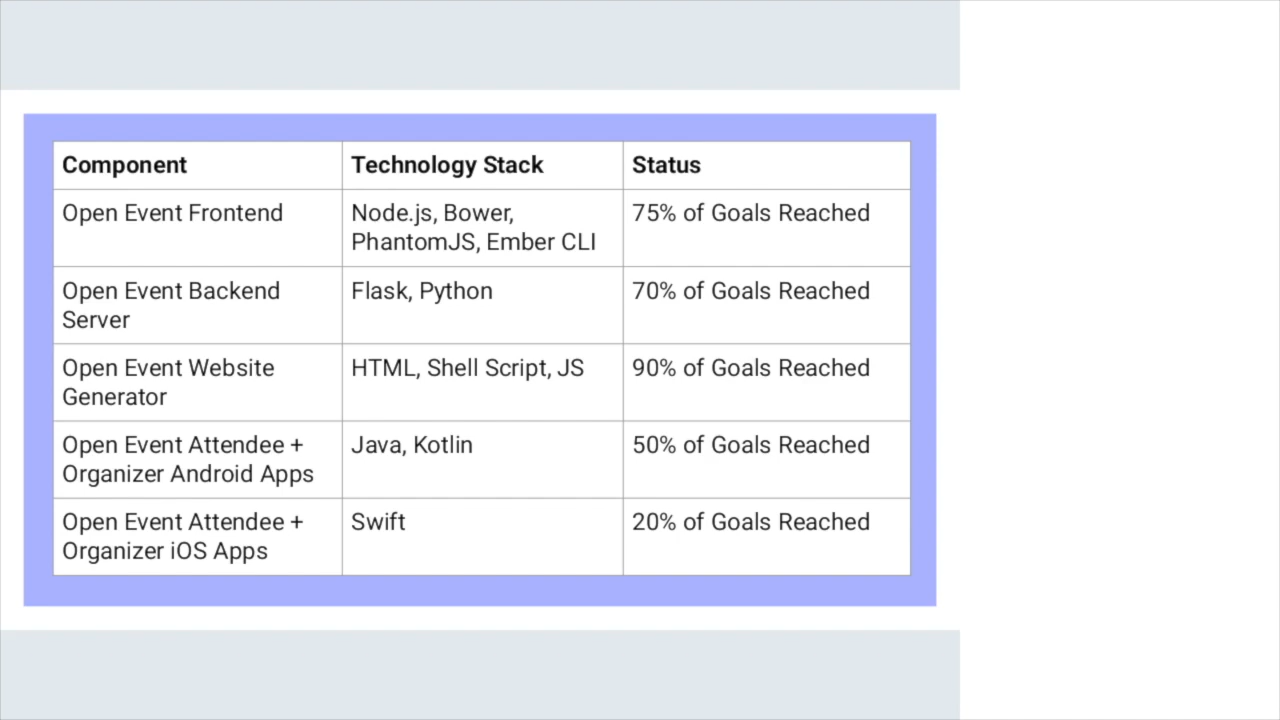 Component
Technology Stack
Status
Open Event Frontend
Node.js, Bower,
PhantomJS, Ember CLI
75% of Goals Reached
Open Event Backend
Server
Flask, Python
70% of Goals Reached
Open Event Website
Generator
HTML, Shell Script, JS
90% of Goals Reached
Open Event Attendee +
Organizer Android Apps
Java, Kotlin
50% of Goals Reached
Open Event Attendee +
Organizer iOS Apps
Swift
20% of Goals Reached